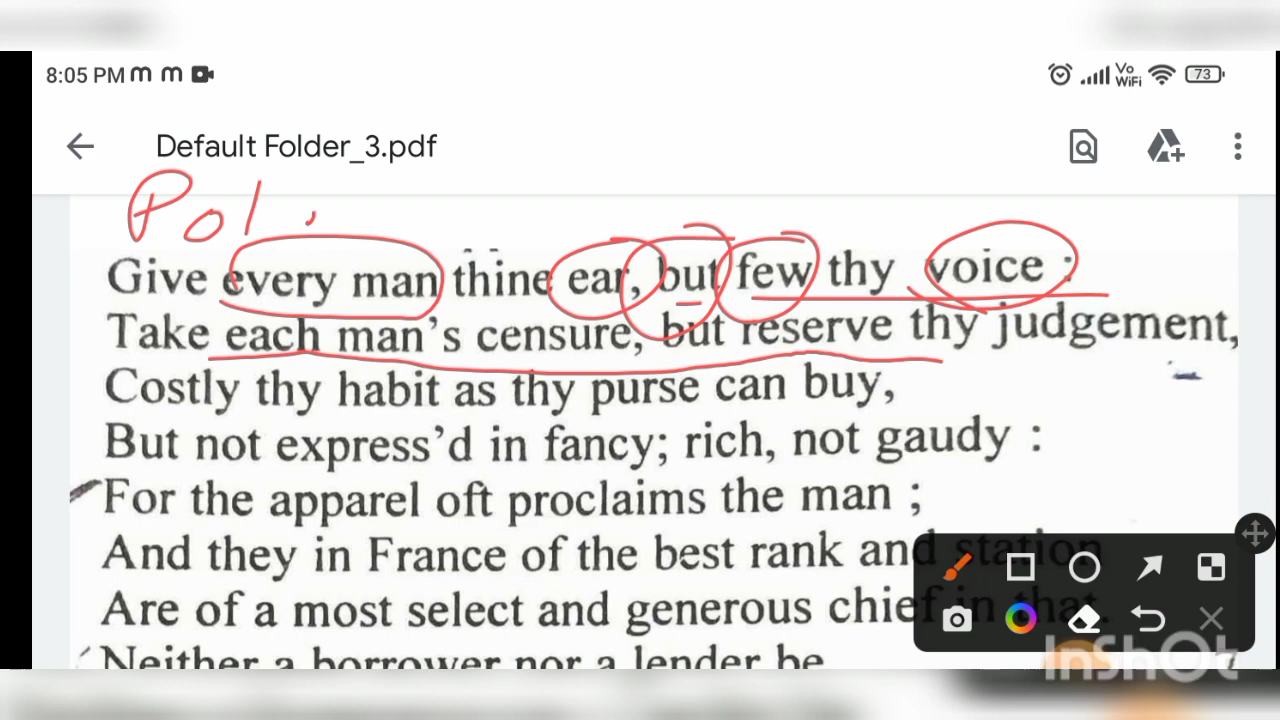 8:05 PM m m Vo WiFi 73
Default Folder_3.pdf
Pol.
Give every man thine ear, but few thy voice :
Take each man's censure, but reserve thy judgement,
Costly thy habit as thy purse can buy,
But not express'd in fancy; rich, not gaudy :
For the apparel oft proclaims the man ;
And they in France of the best rank and station
Are of a most select and generous chief in that.
Neither a borrower nor a lender be
InShOt